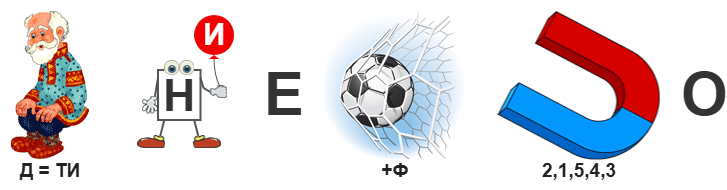 И
Н Е О
Д = ТИ +Ф 2,1,5,4,3